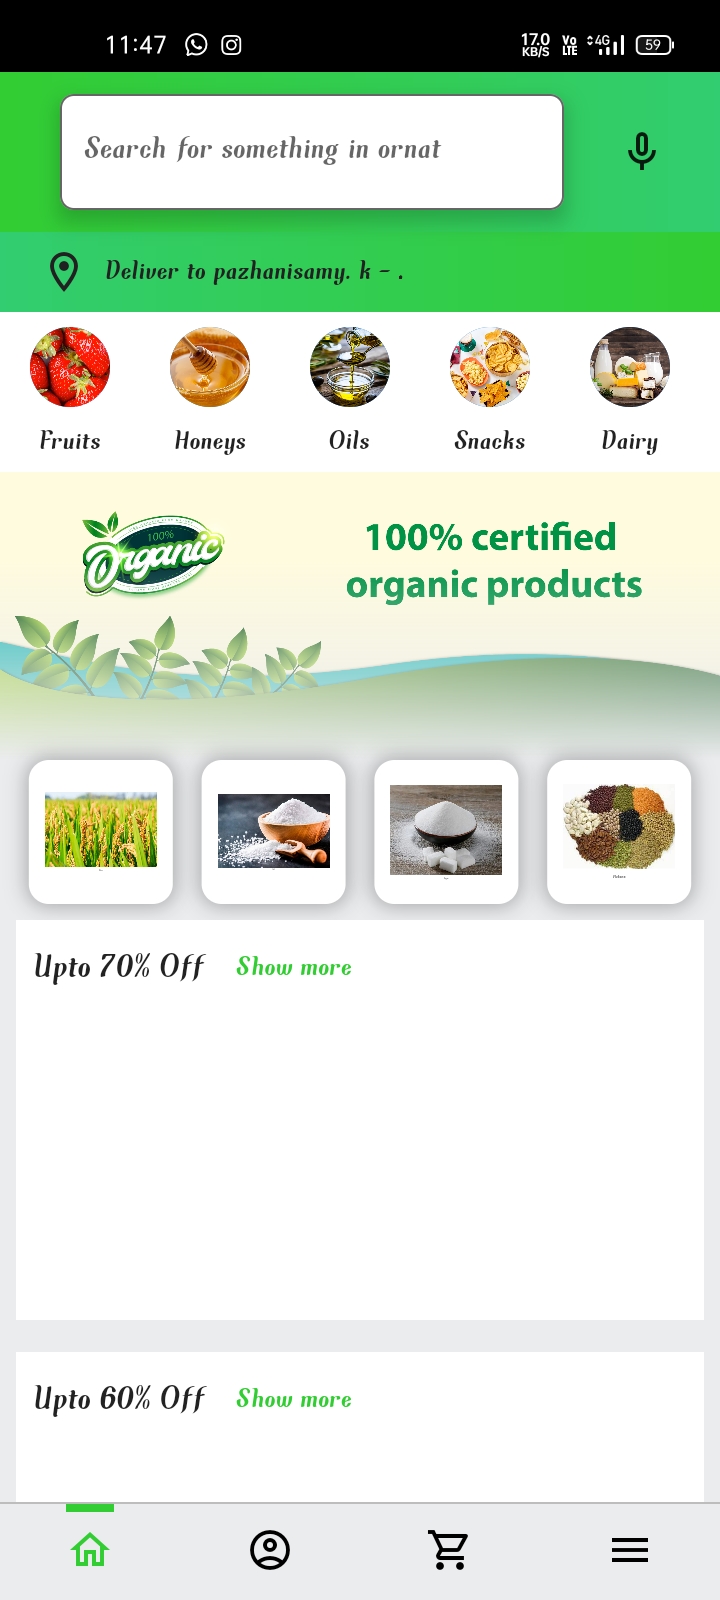 11:47
17.0 KB/S Vo LTE 4G 59
Search for something in ornat
Deliver to pazhanisamy. k - .
Fruits Honeys Oils Snacks Dairy
100%
Organic
100% certified
organic products
Upto 70% Off Show more
Upto 60% Off Show more